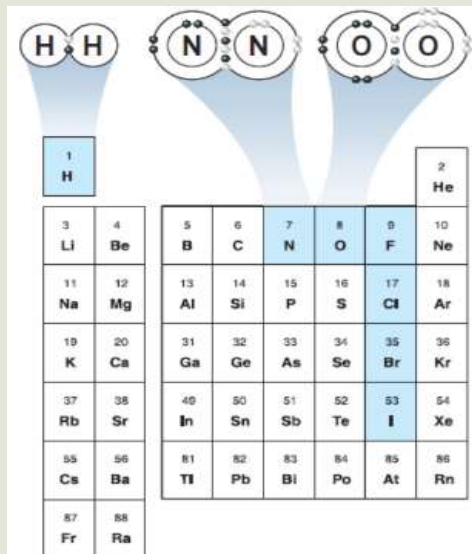 H H N N O O
1
H
2
He
3 4 5 6 7 8 9 10
Li Be B C N O F Ne
11 12 13 14 15 16 17 18
Na Mg Al Si P S Cl Ar
19 20 31 32 33 34 35 36
K Ca Ga Ge As Se Br Kr
37 38 49 50 51 52 53 54
Rb Sr In Sn Sb Te I Xe
55 56 81 82 83 84 85 86
Cs Ba Tl Pb Bi Po At Rn
87 88
Fr Ra